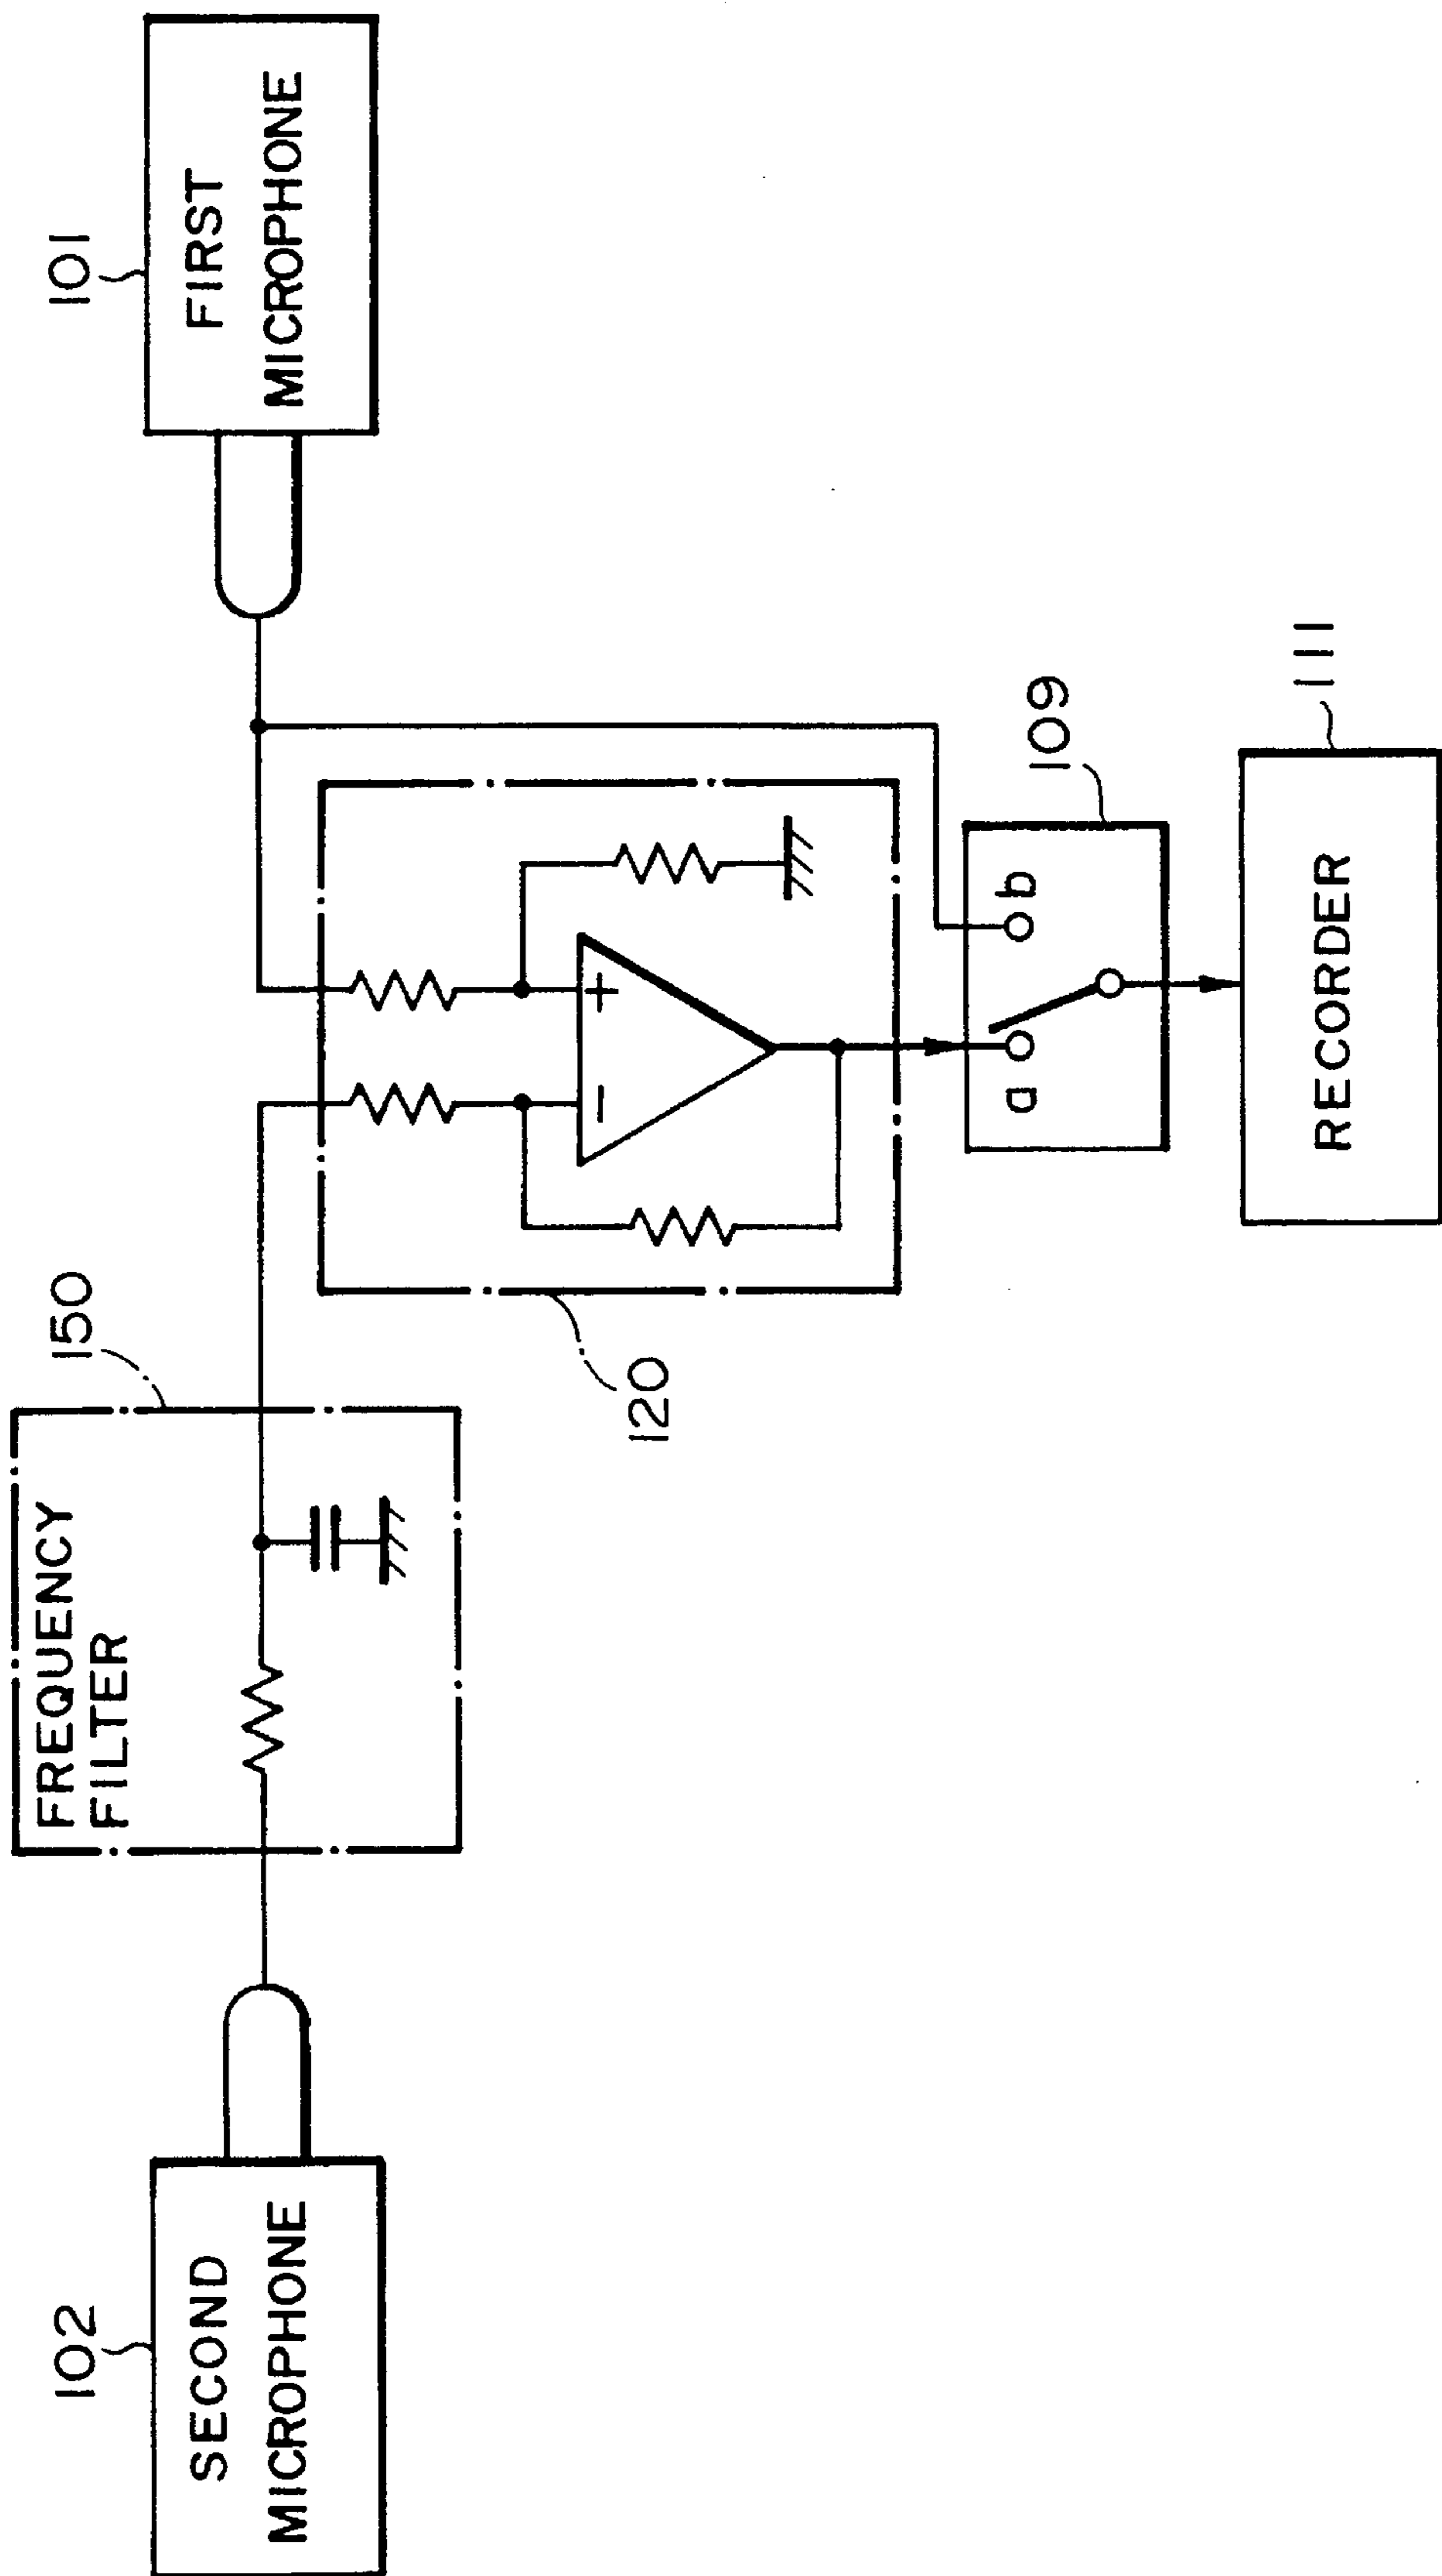 102
SECOND
MICROPHONE
FREQUENCY
FILTER
150
120
+
−
101
FIRST
MICROPHONE
109
a
b
111
RECORDER